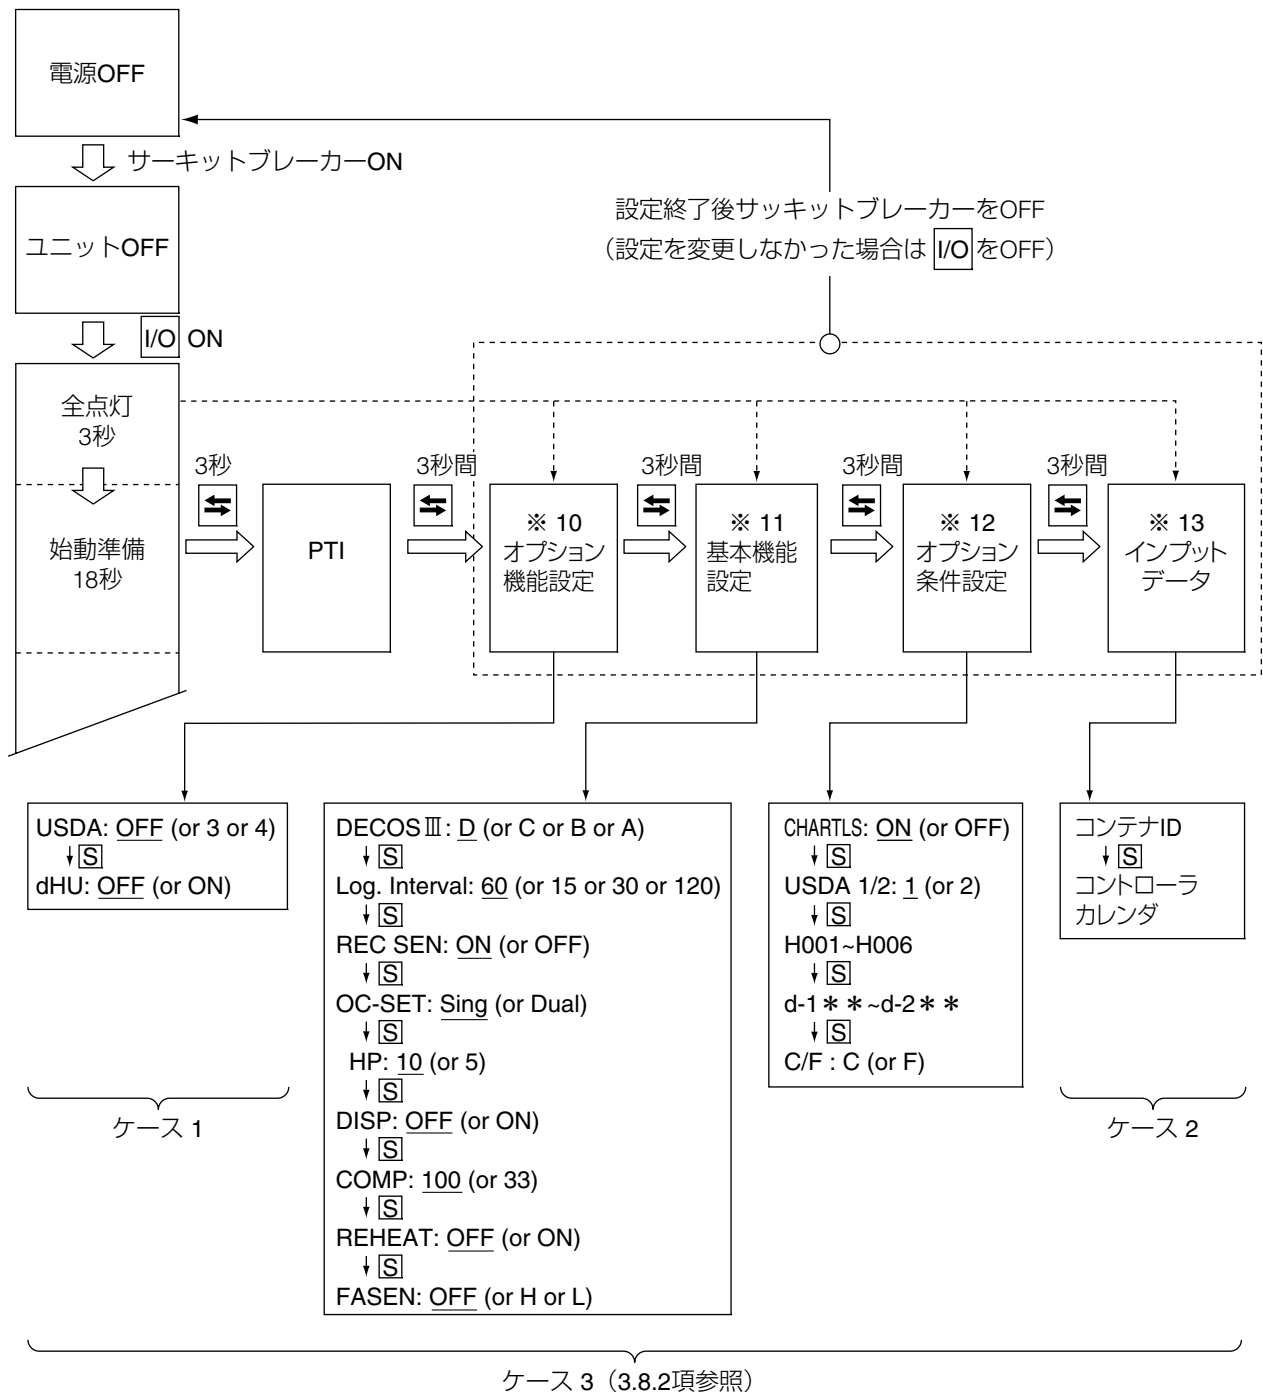 電源OFF
サーキットブレーカーON
設定終了後サッキットブレーカーをOFF
（設定を変更しなかった場合は I/O をOFF）
ユニットOFF
I/O ON
全点灯
3秒
始動準備
18秒
3秒
PTI
3秒間
※ 10
オプション
機能設定
3秒間
※ 11
基本機能
設定
3秒間
※ 12
オプション
条件設定
3秒間
※ 13
インプット
データ
USDA: OFF (or 3 or 4)
S
dHU: OFF (or ON)
ケース 1
DECOSⅢ: D (or C or B or A)
S
Log. Interval: 60 (or 15 or 30 or 120)
S
REC SEN: ON (or OFF)
S
OC-SET: Sing (or Dual)
S
HP: 10 (or 5)
S
DISP: OFF (or ON)
S
COMP: 100 (or 33)
S
REHEAT: OFF (or ON)
S
FASEN: OFF (or H or L)
CHARTLS: ON (or OFF)
S
USDA 1/2: 1 (or 2)
S
H001~H006
S
d-1＊＊~d-2＊＊
S
C/F : C (or F)
コンテナID
S
コントローラ
カレンダ
ケース 2
ケース 3（3.8.2項参照）